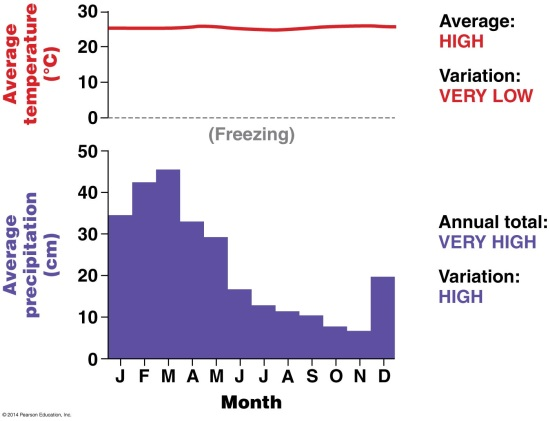 Average
temperature
(°C)
30
20
10
0
(Freezing)
Average:
HIGH
Variation:
VERY LOW
Average
precipitation
(cm)
50
40
30
20
10
0
J F M A M J J A S O N D
Month
Annual total:
VERY HIGH
Variation:
HIGH
© 2014 Pearson Education, Inc.